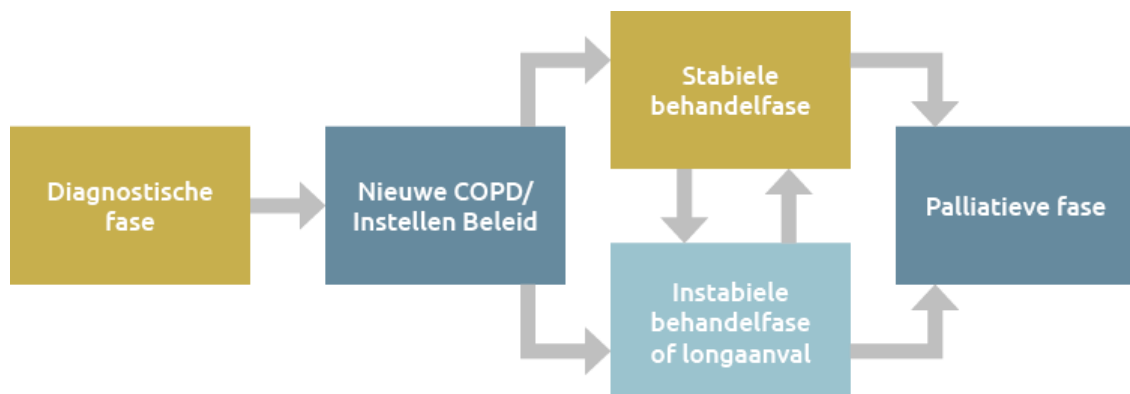 Diagnostische
fase
Nieuwe COPD/
Instellen Beleid
Stabiele
behandelfase
Instabiele
behandelfase
of longaanval
Palliatieve fase